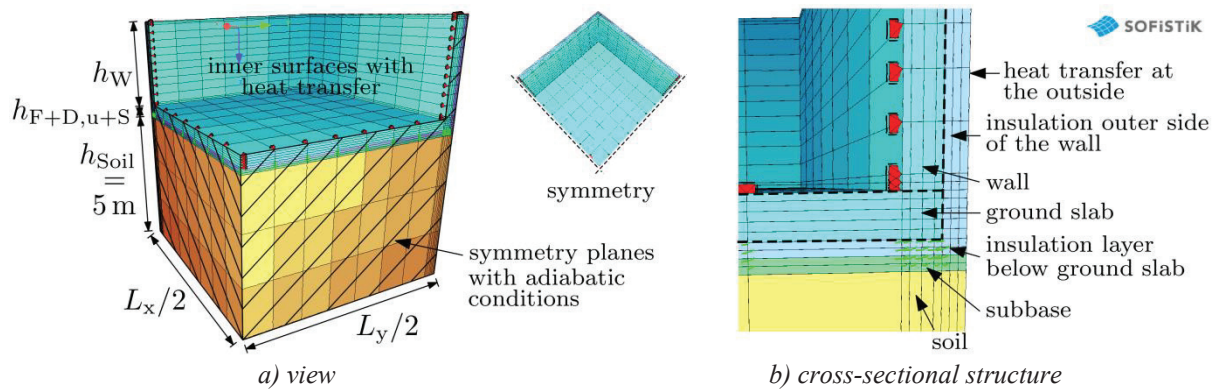 inner surfaces with
heat transfer
h_W
h_F+D,u+S
h_Soil
=
5 m
L_x/2
L_y/2
symmetry
symmetry planes
with adiabatic
conditions
a) view
SOFiSTiK
heat transfer at
the outside
insulation outer side
of the wall
wall
ground slab
insulation layer
below ground slab
subbase
soil
b) cross-sectional structure